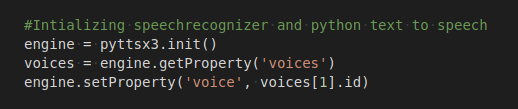 #Intializing speechrecognizer and python text to speech
engine = pyttsx3.init()
voices = engine.getProperty('voices')
engine.setProperty('voice', voices[1].id)